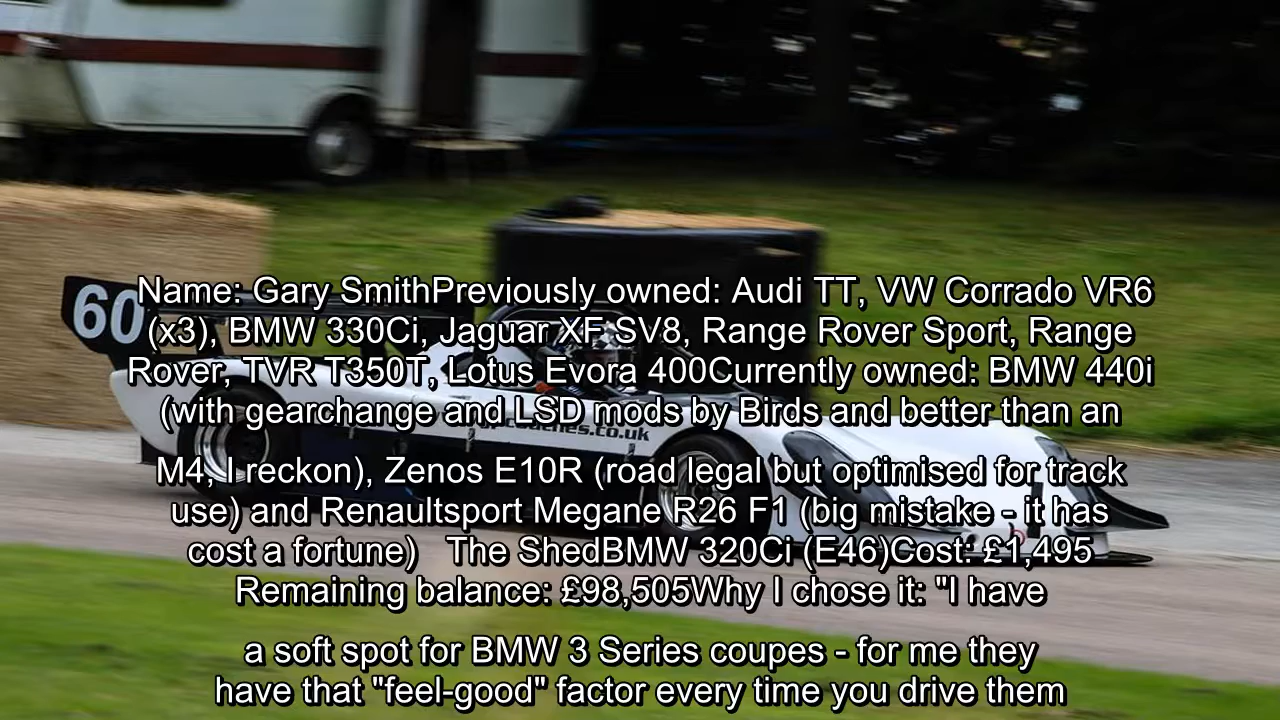 Name: Gary SmithPreviously owned: Audi TT, VW Corrado VR6
(x3), BMW 330Ci, Jaguar XF SV8, Range Rover Sport, Range
Rover, TVR T350T, Lotus Evora 400Currently owned: BMW 440i
(with gearchange and LSD mods by Birds and better than an
M4, I reckon), Zenos E10R (road legal but optimised for track
use) and Renaultsport Megane R26 F1 (big mistake - it has
cost a fortune)   The ShedBMW 320Ci (E46)Cost: £1,495
Remaining balance: £98,505Why I chose it: "I have
a soft spot for BMW 3 Series coupes - for me they
have that "feel-good" factor every time you drive them
60